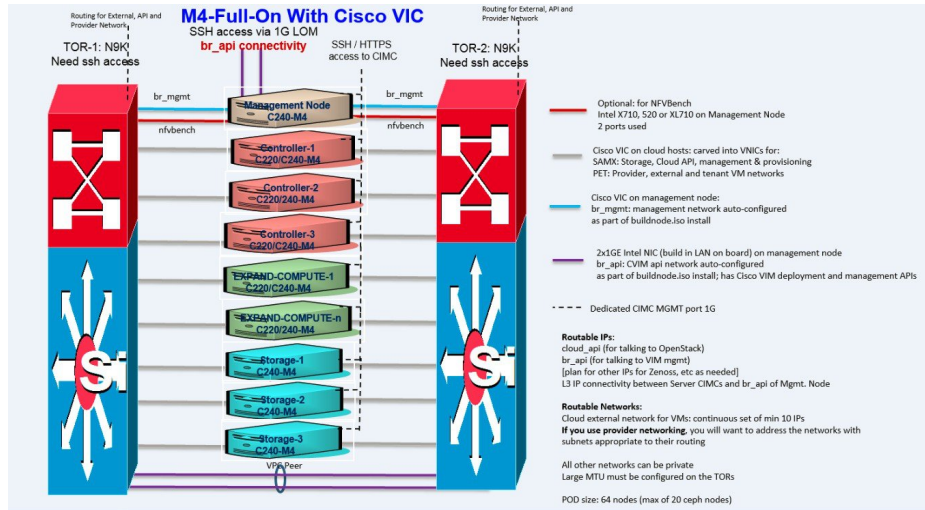 M4-Full-On With Cisco VIC
Routing for External, API and
Provider Network
SSH access via 1G LOM
br_api connectivity
SSH / HTTPS
access to CIMC
Routing for External, API and
Provider Network
TOR-1: N9K
Need ssh access
TOR-2: N9K
Need ssh access
br_mgmt
nfvbench
br_mgmt
nfvbench
Management Node
C240-M4
Controller-1
C220/C240-M4
Controller-2
C220/240-M4
Controller-3
C220/C240-M4
EXPAND-COMPUTE-1
C220/C240-M4
EXPAND-COMPUTE-n
C220/240-M4
Storage-1
C240-M4
Storage-2
C240-M4
Storage-3
C240-M4
VPC Peer
Si
Si
Optional: for NFVBench
Intel X710, 520 or XL710 on Management Node
2 ports used
Cisco VIC on cloud hosts: carved into VNICs for:
SAMX: Storage, Cloud API, management & provisioning
PET: Provider, external and tenant VM networks
Cisco VIC on management node:
br_mgmt: management network auto-configured
as part of buildnode.iso install
2x1GE Intel NIC (build in LAN on board) on management node
br_api: CVIM api network auto-configured
as part of buildnode.iso install; has Cisco VIM deployment and management APIs
Dedicated CIMC MGMT port 1G
Routable IPs:
cloud_api (for talking to OpenStack)
br_api (for talking to VIM mgmt)
[plan for other IPs for Zenoss, etc as needed]
L3 IP connectivity between Server CIMCs and br_api of Mgmt. Node
Routable Networks:
Cloud external network for VMs: continuous set of min 10 IPs
If you use provider networking, you will want to address the networks with
subnets appropriate to their routing
All other networks can be private
Large MTU must be configured on the TORs
POD size: 64 nodes (max of 20 ceph nodes)